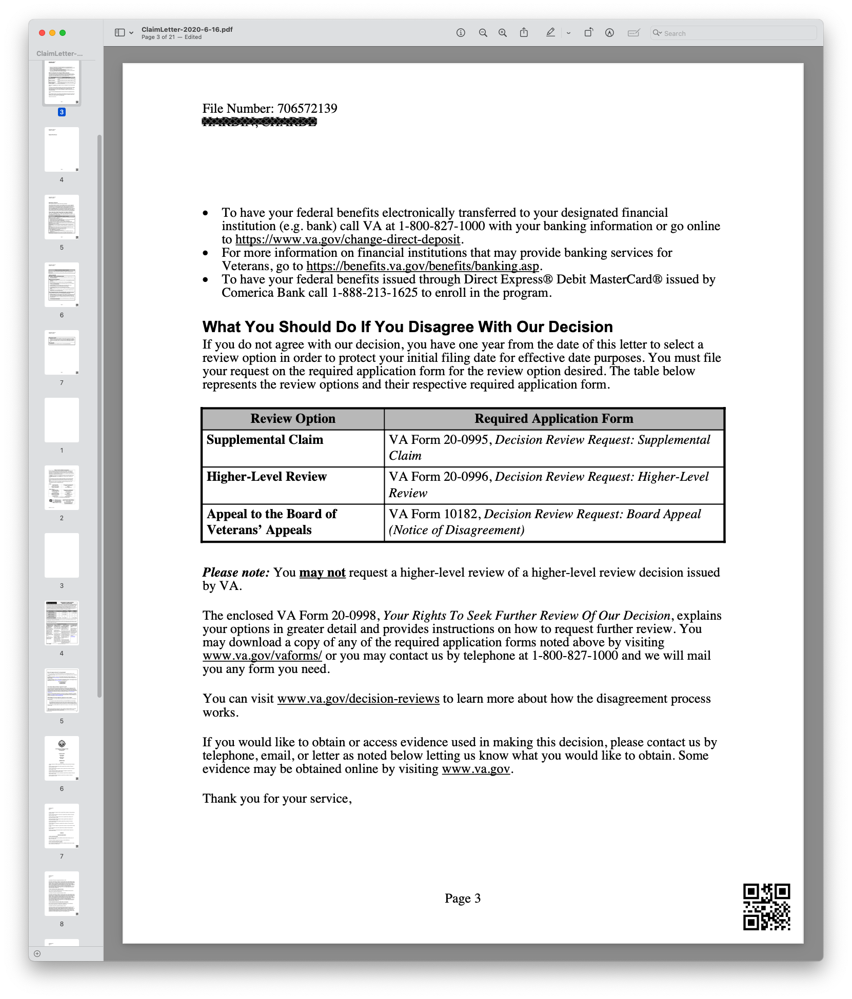 ClaimLetter-2020-6-16.pdf
Page 3 of 21 — Edited
Search
ClaimLetter-...
3
4
5
6
7
1
2
3
4
5
6
7
8
File Number: 706572139
• To have your federal benefits electronically transferred to your designated financial
institution (e.g. bank) call VA at 1-800-827-1000 with your banking information or go online
to https://www.va.gov/change-direct-deposit.
• For more information on financial institutions that may provide banking services for
Veterans, go to https://benefits.va.gov/benefits/banking.asp.
• To have your federal benefits issued through Direct Express® Debit MasterCard® issued by
Comerica Bank call 1-888-213-1625 to enroll in the program.
What You Should Do If You Disagree With Our Decision
If you do not agree with our decision, you have one year from the date of this letter to select a
review option in order to protect your initial filing date for effective date purposes. You must file
your request on the required application form for the review option desired. The table below
represents the review options and their respective required application form.
Review Option Required Application Form
Supplemental Claim VA Form 20-0995, Decision Review Request: Supplemental
Claim
Higher-Level Review VA Form 20-0996, Decision Review Request: Higher-Level
Review
Appeal to the Board of VA Form 10182, Decision Review Request: Board Appeal
Veterans’ Appeals (Notice of Disagreement)
Please note: You may not request a higher-level review of a higher-level review decision issued
by VA.
The enclosed VA Form 20-0998, Your Rights To Seek Further Review Of Our Decision, explains
your options in greater detail and provides instructions on how to request further review. You
may download a copy of any of the required application forms noted above by visiting
www.va.gov/vaforms/ or you may contact us by telephone at 1-800-827-1000 and we will mail
you any form you need.
You can visit www.va.gov/decision-reviews to learn more about how the disagreement process
works.
If you would like to obtain or access evidence used in making this decision, please contact us by
telephone, email, or letter as noted below letting us know what you would like to obtain. Some
evidence may be obtained online by visiting www.va.gov.
Thank you for your service,
Page 3